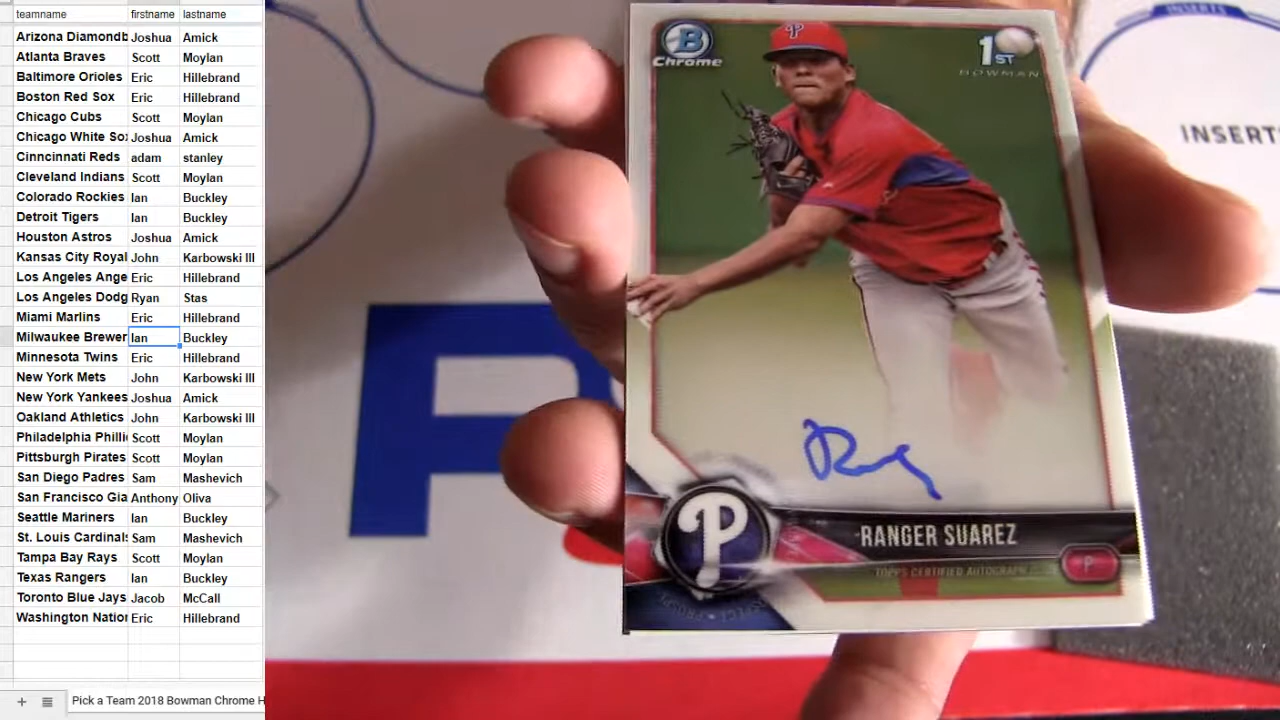 teamname firstname lastname
Arizona Diamondb Joshua Amick
Atlanta Braves Scott Moylan
Baltimore Orioles Eric Hillebrand
Boston Red Sox Eric Hillebrand
Chicago Cubs Scott Moylan
Chicago White Sox Joshua Amick
Cinncinnati Reds adam stanley
Cleveland Indians Scott Moylan
Colorado Rockies Ian Buckley
Detroit Tigers Ian Buckley
Houston Astros Joshua Amick
Kansas City Royal John Karbowski III
Los Angeles Ange Eric Hillebrand
Los Angeles Dodg Ryan Stas
Miami Marlins Eric Hillebrand
Milwaukee Brewer Ian Buckley
Minnesota Twins Eric Hillebrand
New York Mets John Karbowski III
New York Yankees Joshua Amick
Oakland Athletics John Karbowski III
Philadelphia Philli Scott Moylan
Pittsburgh Pirates Scott Moylan
San Diego Padres Sam Mashevich
San Francisco Gia Anthony Oliva
Seattle Mariners Ian Buckley
St. Louis Cardinals Sam Mashevich
Tampa Bay Rays Scott Moylan
Texas Rangers Ian Buckley
Toronto Blue Jays Jacob McCall
Washington Nation Eric Hillebrand
Pick a Team 2018 Bowman Chrome H
INSERTS
B
Chrome
1ST
BOWMAN
INSERT
P
RANGER SUAREZ
TOPPS CERTIFIED AUTOGRAPH
P